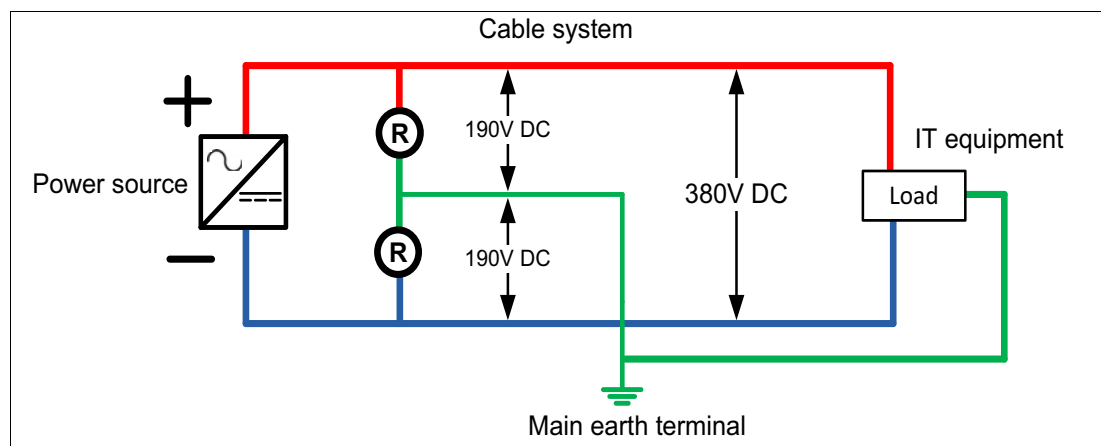 Cable system
+
R
190V DC
IT equipment
Power source
380V DC
Load
R
190V DC
−
Main earth terminal